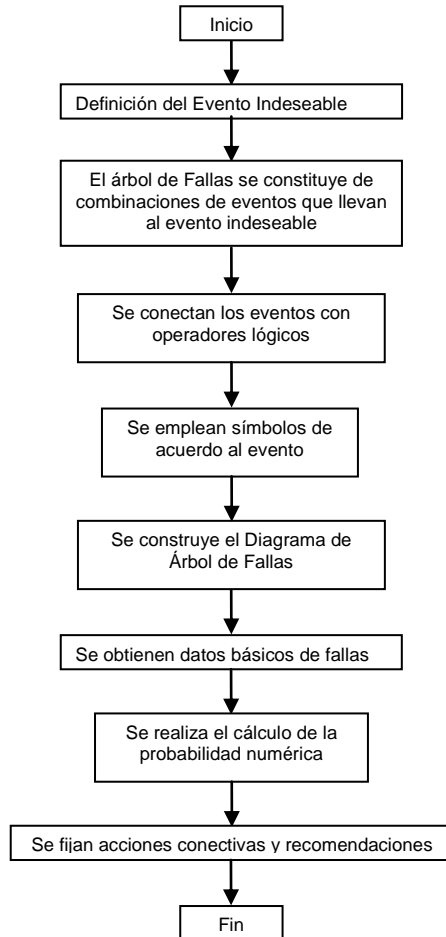 Inicio
Definición del Evento Indeseable
El árbol de Fallas se constituye de
combinaciones de eventos que llevan
al evento indeseable
Se conectan los eventos con
operadores lógicos
Se emplean símbolos de
acuerdo al evento
Se construye el Diagrama de
Árbol de Fallas
Se obtienen datos básicos de fallas
Se realiza el cálculo de la
probabilidad numérica
Se fijan acciones conectivas y recomendaciones
Fin